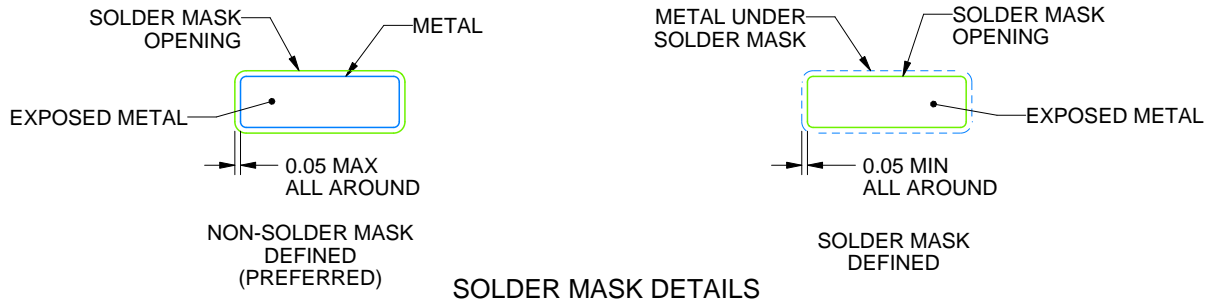 SOLDER MASK
OPENING
METAL
EXPOSED METAL
0.05 MAX
ALL AROUND
NON-SOLDER MASK
DEFINED
(PREFERRED)
METAL UNDER
SOLDER MASK
SOLDER MASK
OPENING
EXPOSED METAL
0.05 MIN
ALL AROUND
SOLDER MASK
DEFINED
SOLDER MASK DETAILS